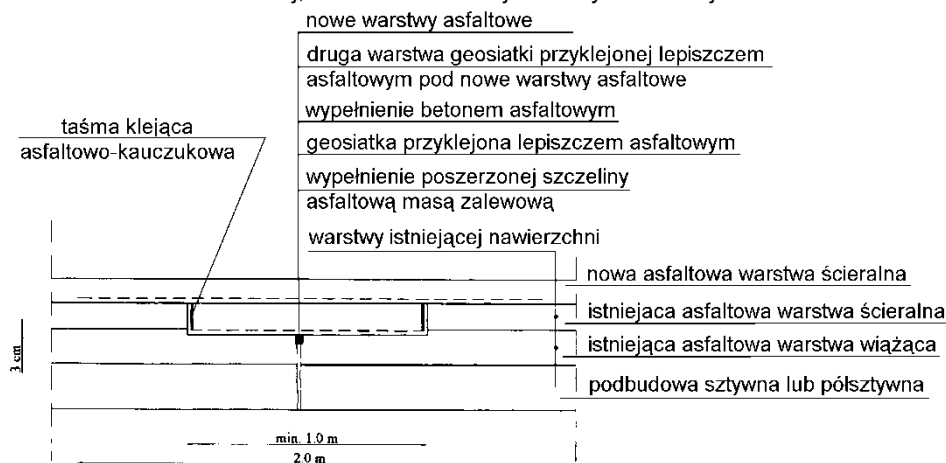 nowe warstwy asfaltowe
druga warstwa geosiatki przyklejonej lepiszczem
asfaltowym pod nowe warstwy asfaltowe
wypełnienie betonem asfaltowym
taśma klejąca
asfaltowo-kauczukowa
geosiatka przyklejona lepiszczem asfaltowym
wypełnienie poszerzonej szczeliny
asfaltową masą zalewową
warstwy istniejącej nawierzchni
nowa asfaltowa warstwa ścieralna
istniejaca asfaltowa warstwa ścieralna
istniejąca asfaltowa warstwa wiążąca
podbudowa sztywna lub półsztywna
3 cm
min. 1.0 m
2.0 m